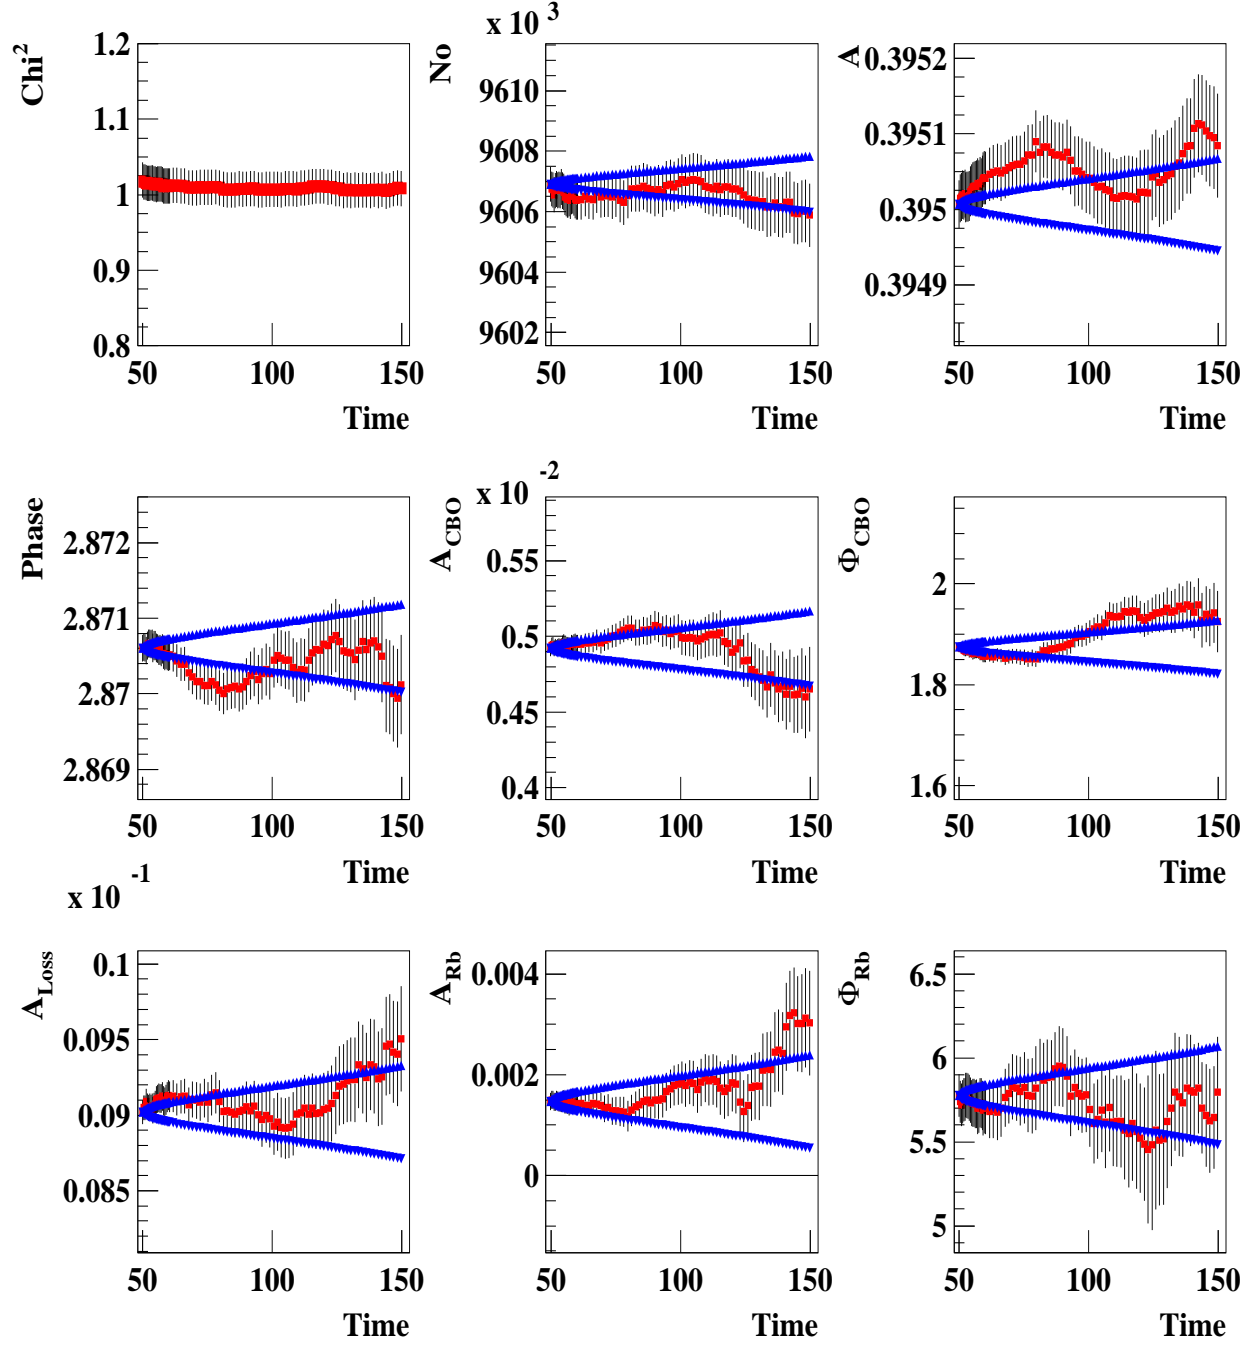 Chi²
1.2
1.1
1
0.9
0.8
50 100 150
Time
x 10 ³
No
9610
9608
9606
9604
9602
50 100 150
Time
A
0.3952
0.3951
0.395
0.3949
50 100 150
Time
Phase
2.872
2.871
2.87
2.869
50 100 150
Time
x 10 -2
A_CBO
0.55
0.5
0.45
0.4
50 100 150
Time
Φ_CBO
2
1.8
1.6
50 100 150
Time
x 10 -1
A_Loss
0.1
0.095
0.09
0.085
50 100 150
Time
A_Rb
0.004
0.002
0
50 100 150
Time
Φ_Rb
6.5
6
5.5
5
50 100 150
Time